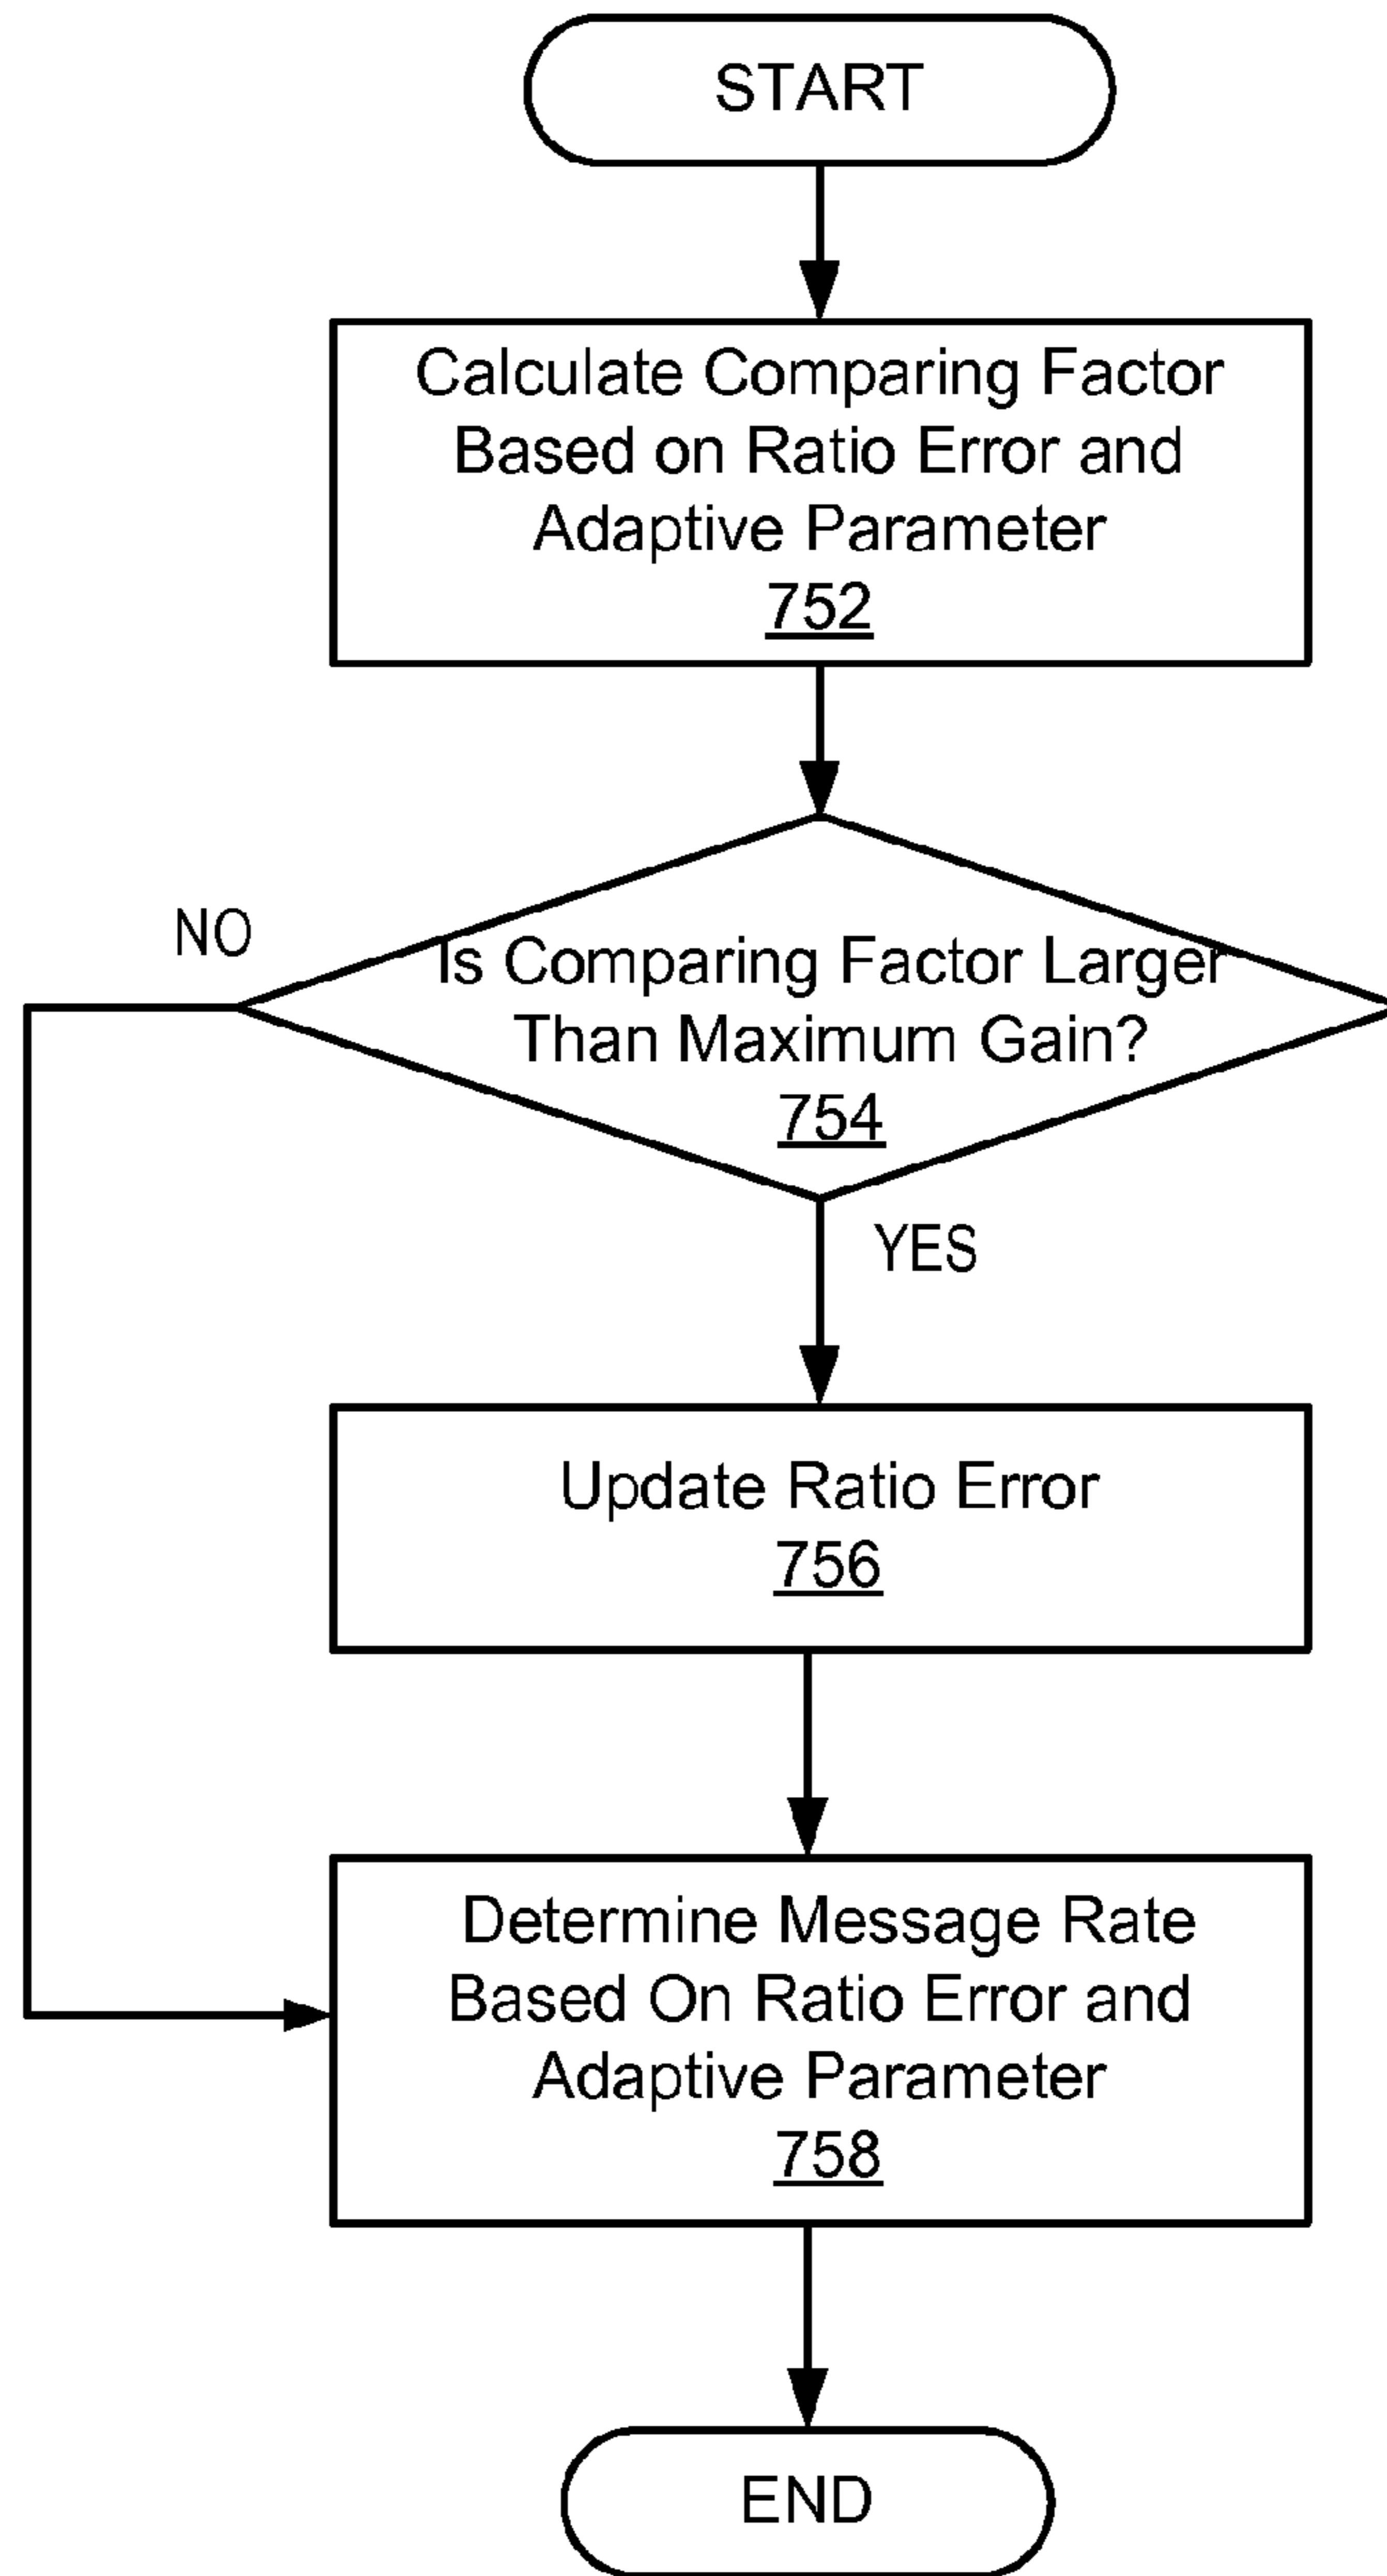 START
Calculate Comparing Factor
Based on Ratio Error and
Adaptive Parameter
752
NO
Is Comparing Factor Larger
Than Maximum Gain?
754
YES
Update Ratio Error
756
Determine Message Rate
Based On Ratio Error and
Adaptive Parameter
758
END